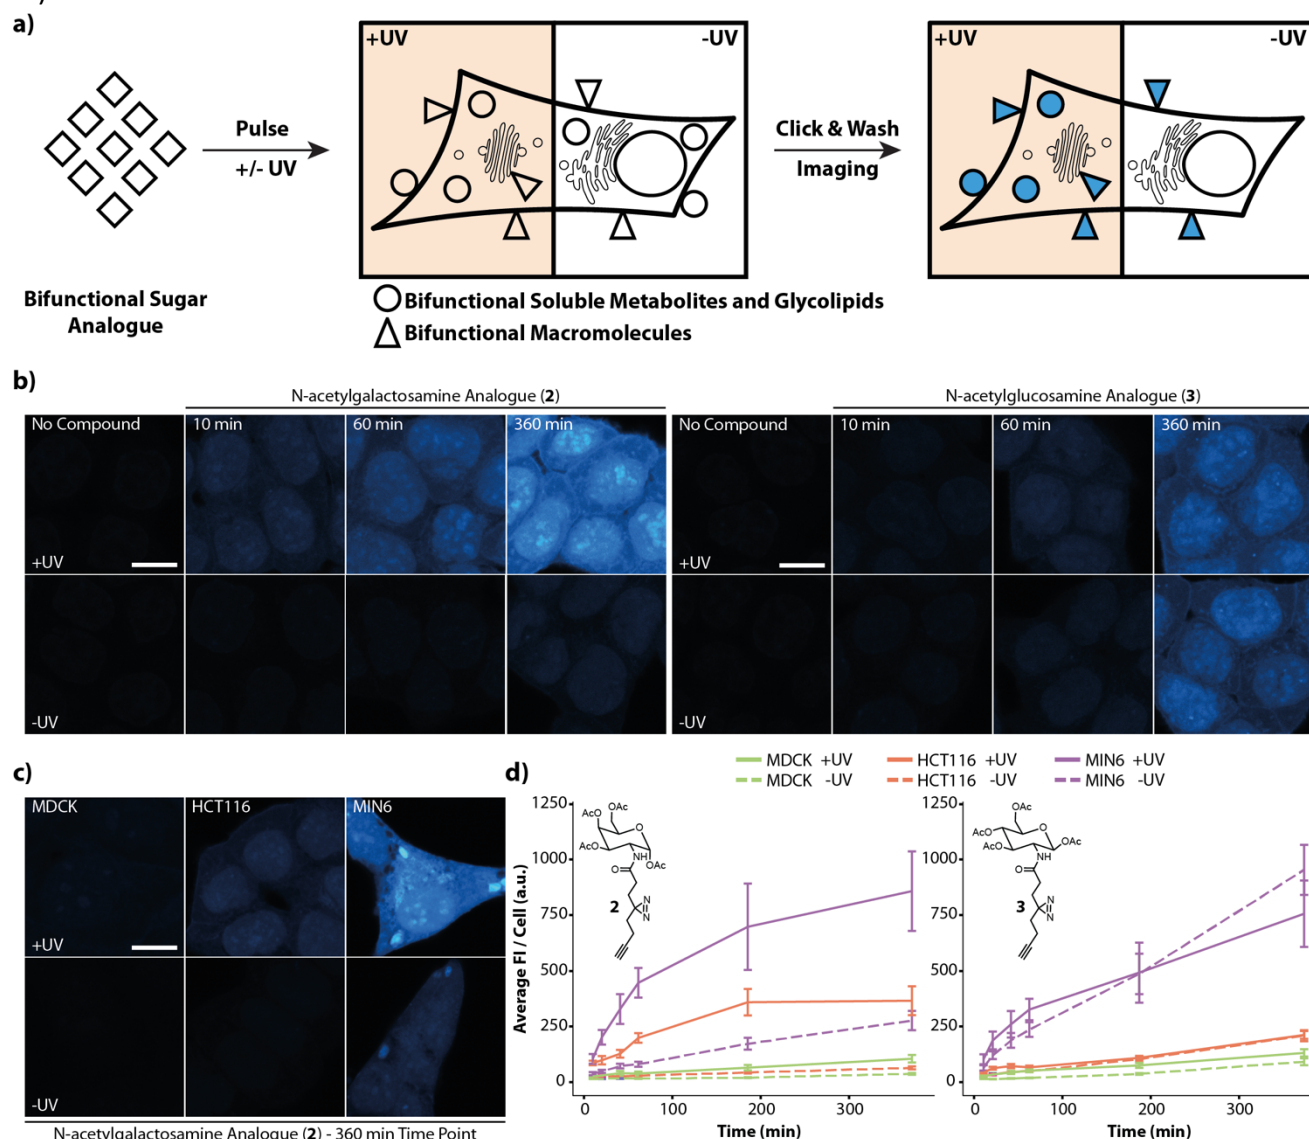 a)
+UV
-UV
+UV
-UV
Pulse
+/- UV
Click & Wash
Imaging
Bifunctional Sugar
Analogue
Bifunctional Soluble Metabolites and Glycolipids
Bifunctional Macromolecules
b)
N-acetylgalactosamine Analogue (2)
N-acetylglucosamine Analogue (3)
No Compound
10 min
60 min
360 min
No Compound
10 min
60 min
360 min
+UV
+UV
-UV
-UV
c)
MDCK
HCT116
MIN6
+UV
-UV
N-acetylgalactosamine Analogue (2) - 360 min Time Point
d)
MDCK +UV
HCT116 +UV
MIN6 +UV
MDCK -UV
HCT116 -UV
MIN6 -UV
Average FI / Cell (a.u.)
1250
1000
750
500
250
0
0
100
200
300
Time (min)
OAc
AcO
O
AcO
NH
OAc
O
N
N
2
1250
1000
750
500
250
0
0
100
200
300
Time (min)
OAc
AcO
O
AcO
OAc
NH
O
N
N
3